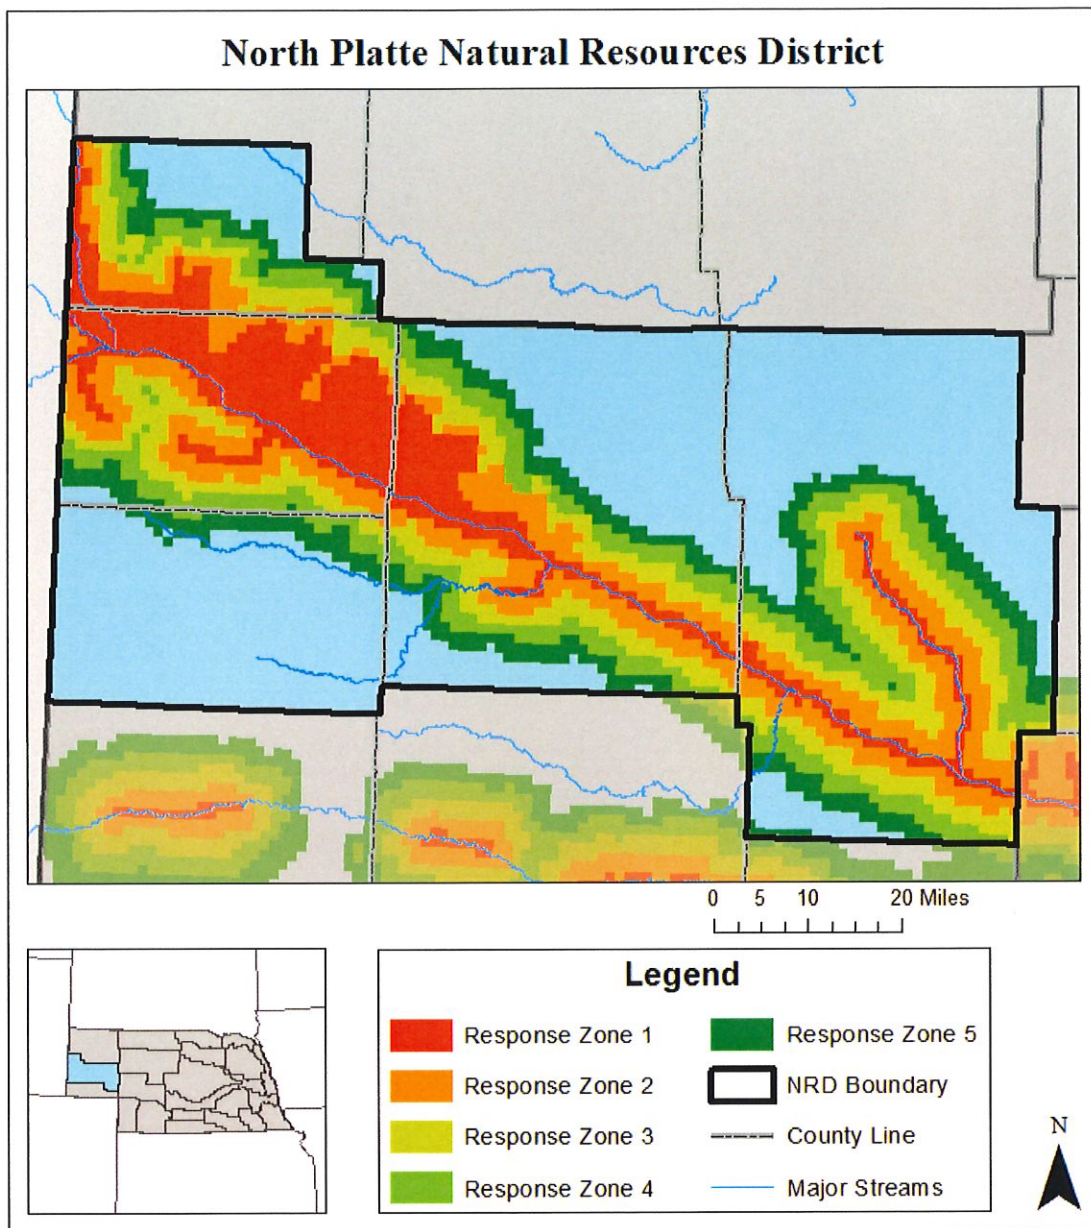 North Platte Natural Resources District
0 5 10 20 Miles
Legend
Response Zone 1
Response Zone 2
Response Zone 3
Response Zone 4
Response Zone 5
NRD Boundary
County Line
Major Streams
N